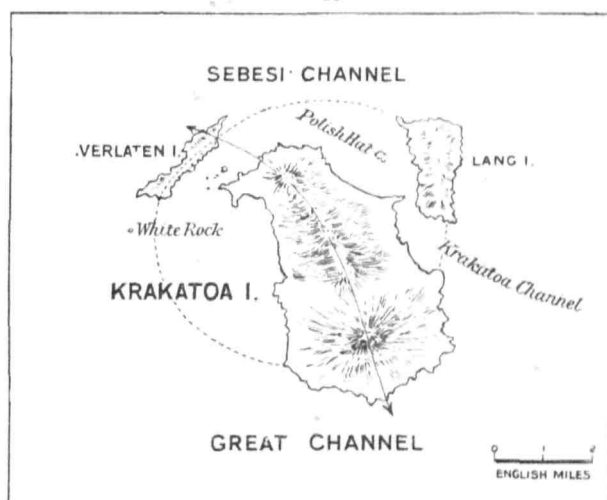 SEBESI CHANNEL
Polish Hat
.VERLATEN I.
LANG I.
White Rock
Krakatoa Channel
KRAKATOA I.
GREAT CHANNEL
0 1 2
ENGLISH MILES